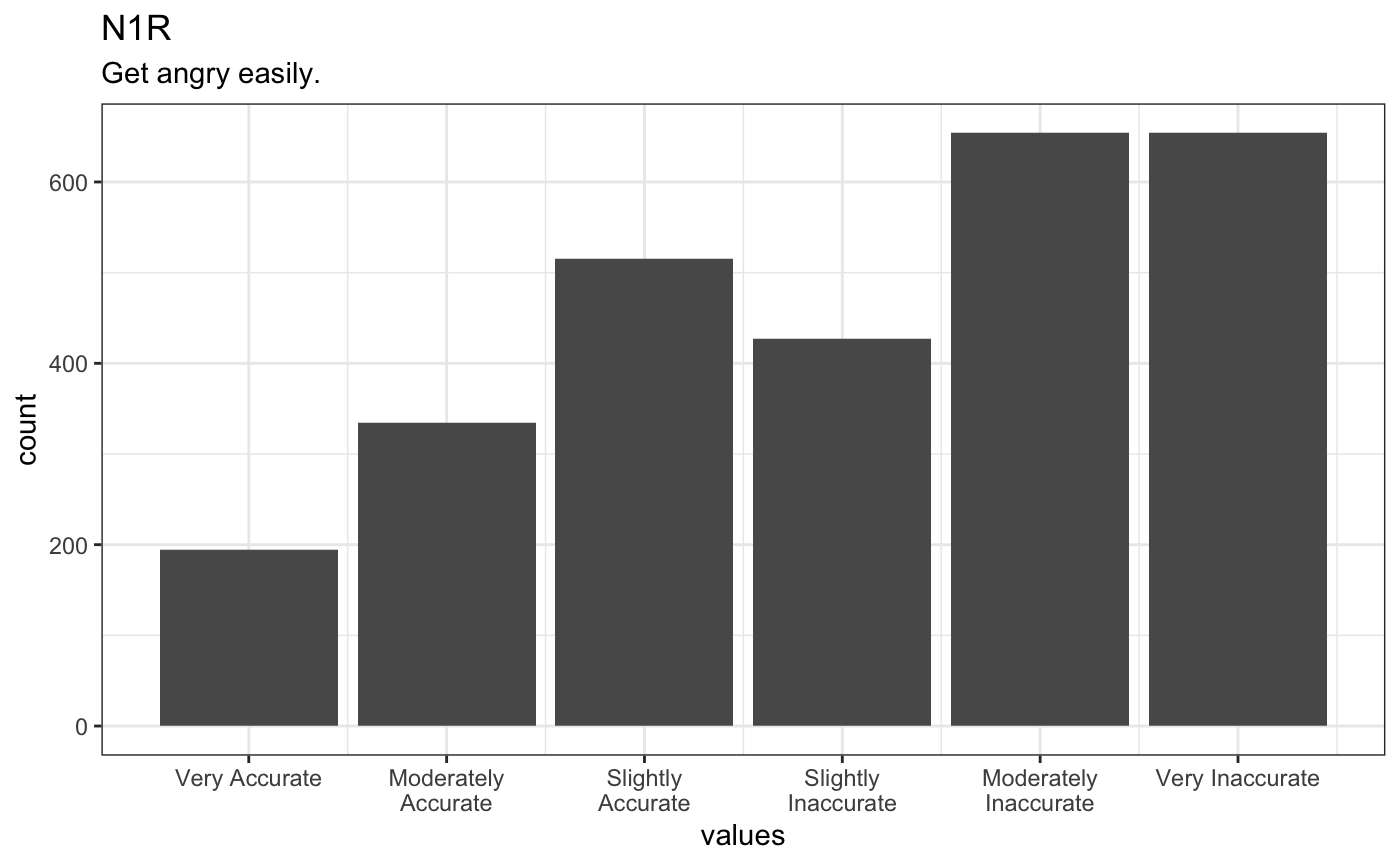 N1R
Get angry easily.
600
400
200
0
count
Very Accurate
Moderately
Accurate
Slightly
Accurate
Slightly
Inaccurate
Moderately
Inaccurate
Very Inaccurate
values